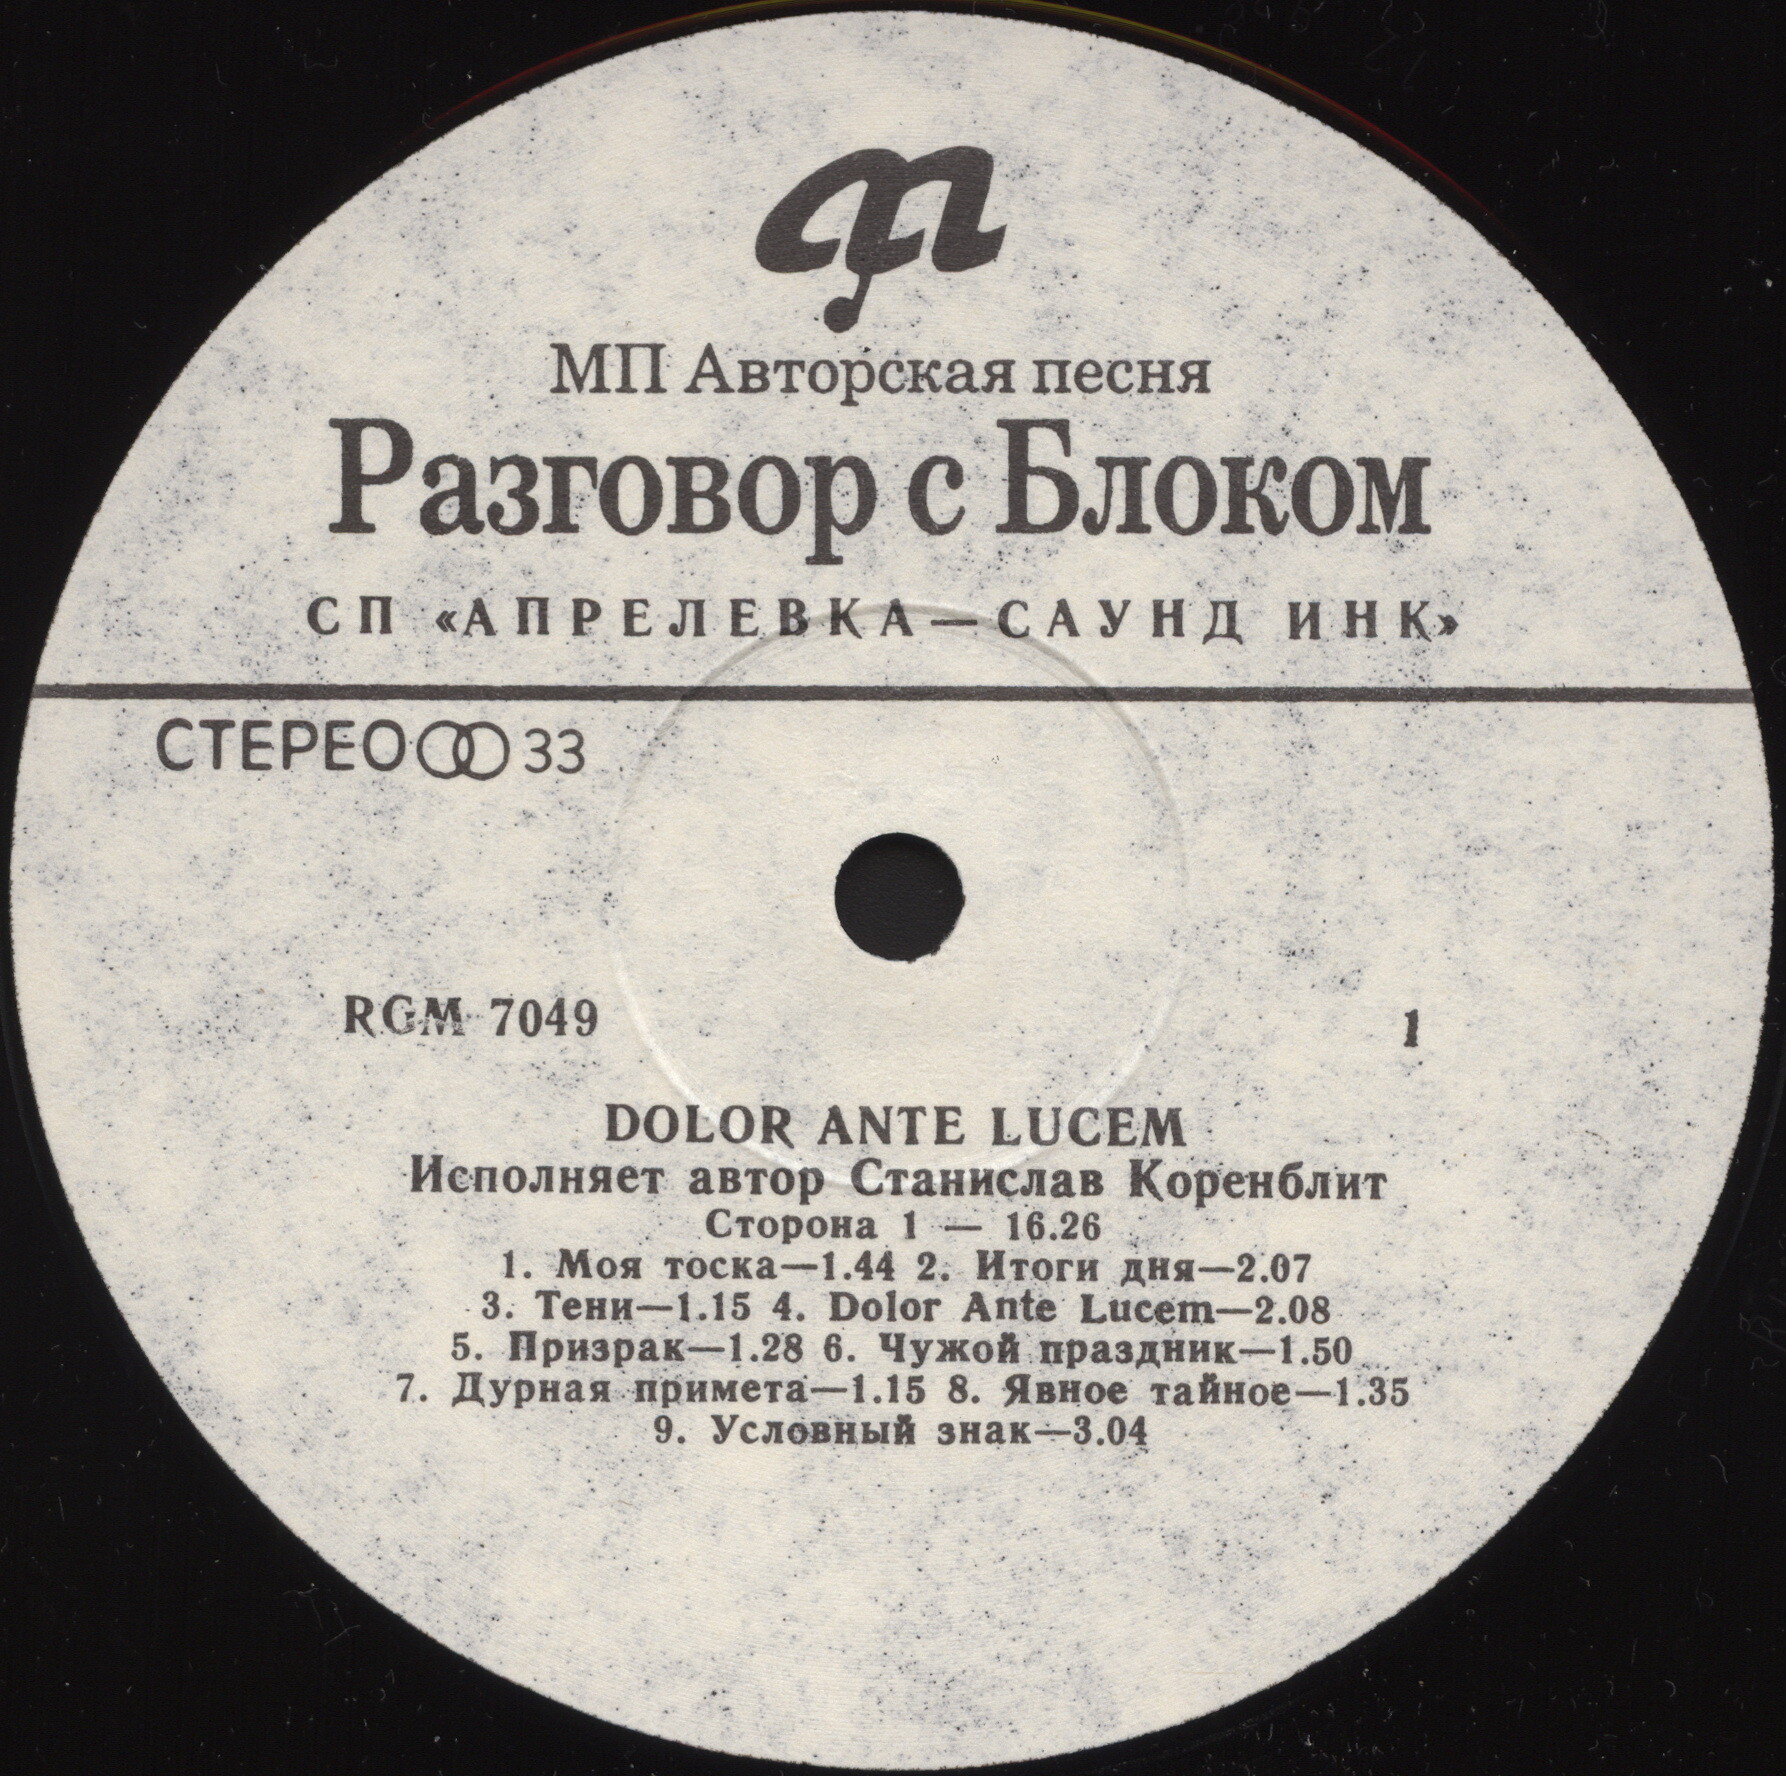 ап
МП Авторская песня
Разговор с Блоком
СП «АПРЕЛЕВКА—САУНД ИНК»
СТЕРЕО 33
RGM 7049
1
DOLOR ANTE LUCEM
Исполняет автор Станислав Коренблит
Сторона 1 — 16.26
1. Моя тоска—1.44 2. Итоги дня—2.07
3. Тени—1.15 4. Dolor Ante Lucem—2.08
5. Призрак—1.28 6. Чужой праздник—1.50
7. Дурная примета—1.15 8. Явное тайное—1.35
9. Условный знак—3.04